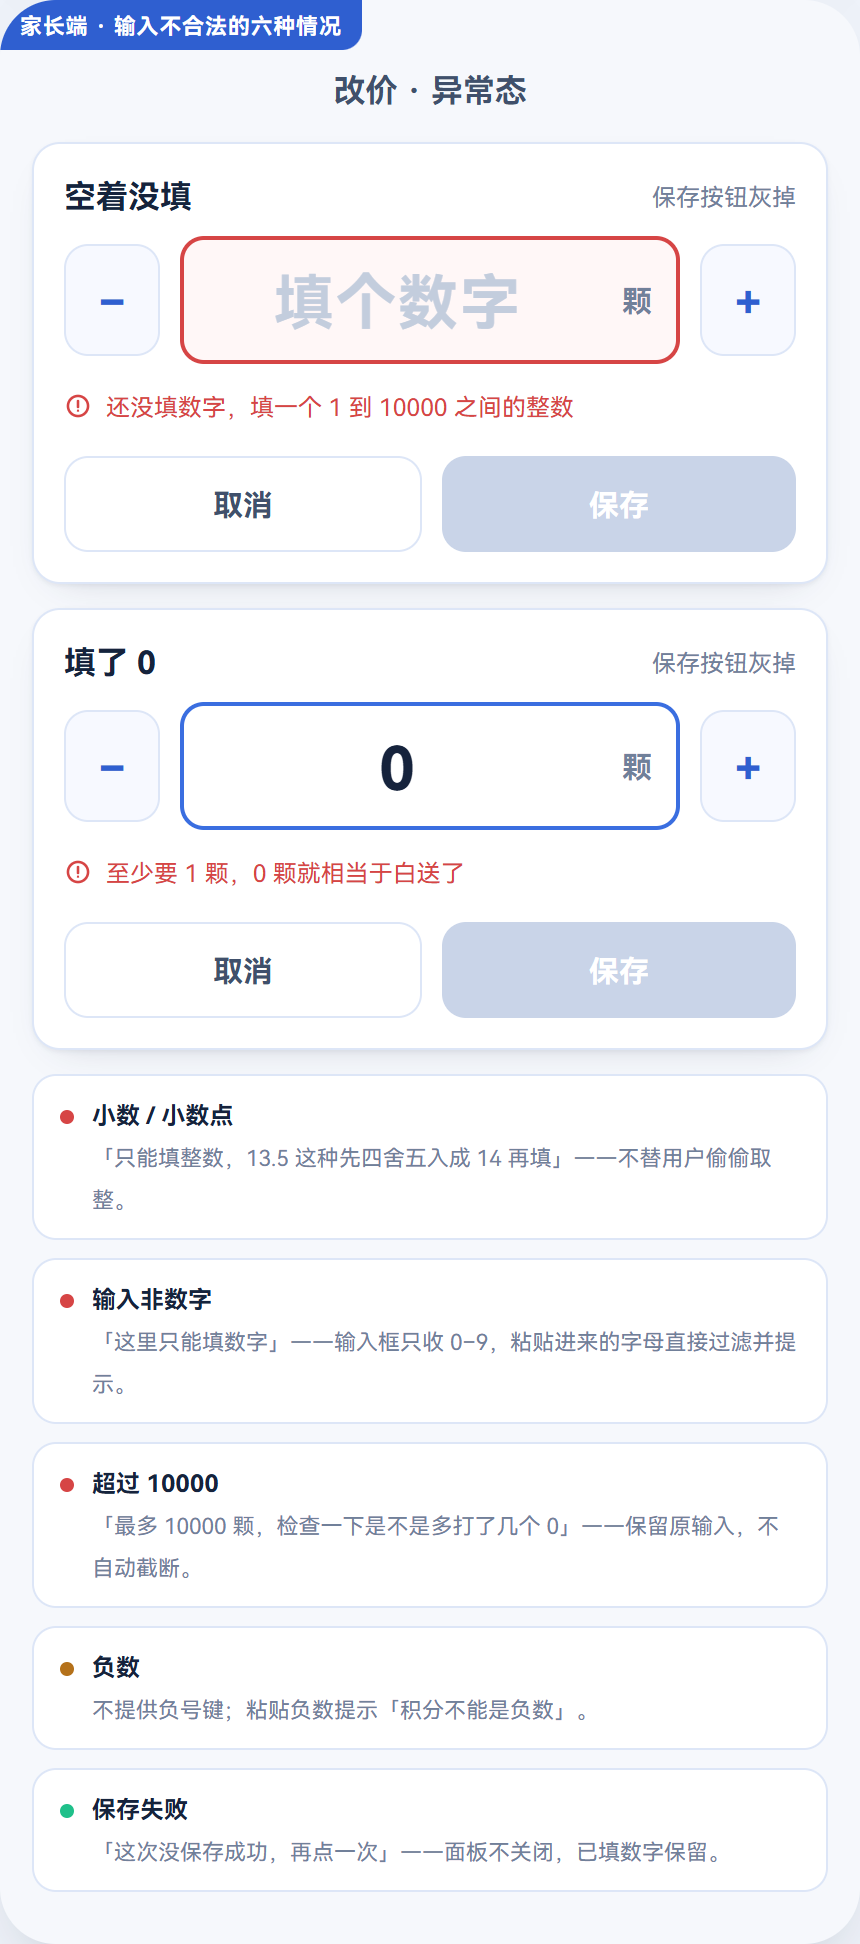 家长端 · 输入不合法的六种情况
改价 · 异常态
空着没填
保存按钮灰掉
−
填个数字
颗
+
还没填数字，填一个 1 到 10000 之间的整数
取消
保存
填了 0
保存按钮灰掉
−
0
颗
+
至少要 1 颗，0 颗就相当于白送了
取消
保存
小数 / 小数点
「只能填整数，13.5 这种先四舍五入成 14 再填」——不替用户偷偷取
整。
输入非数字
「这里只能填数字」——输入框只收 0–9，粘贴进来的字母直接过滤并提
示。
超过 10000
「最多 10000 颗，检查一下是不是多打了几个 0」——保留原输入，不
自动截断。
负数
不提供负号键；粘贴负数提示「积分不能是负数」。
保存失败
「这次没保存成功，再点一次」——面板不关闭，已填数字保留。